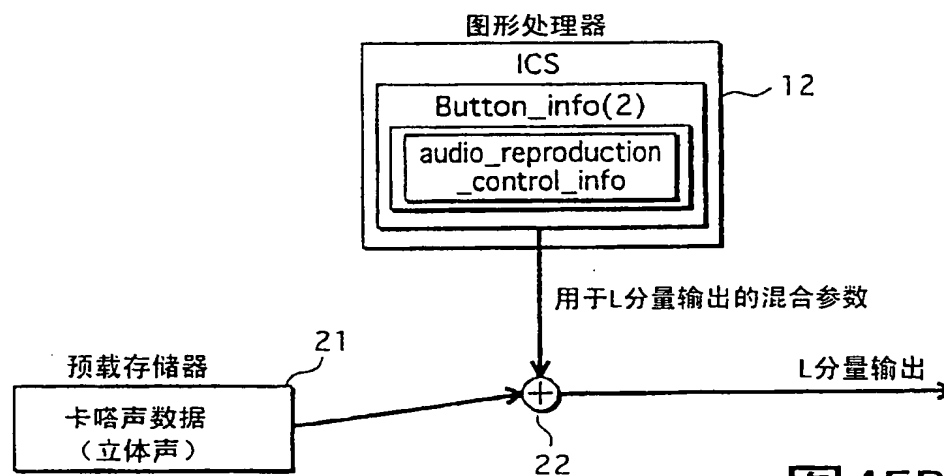 图形处理器
ICS
12
Button_info(2)
audio_reproduction
_control_info
用于L分量输出的混合参数
21
预载存储器
L分量输出
卡嗒声数据
（立体声）
22